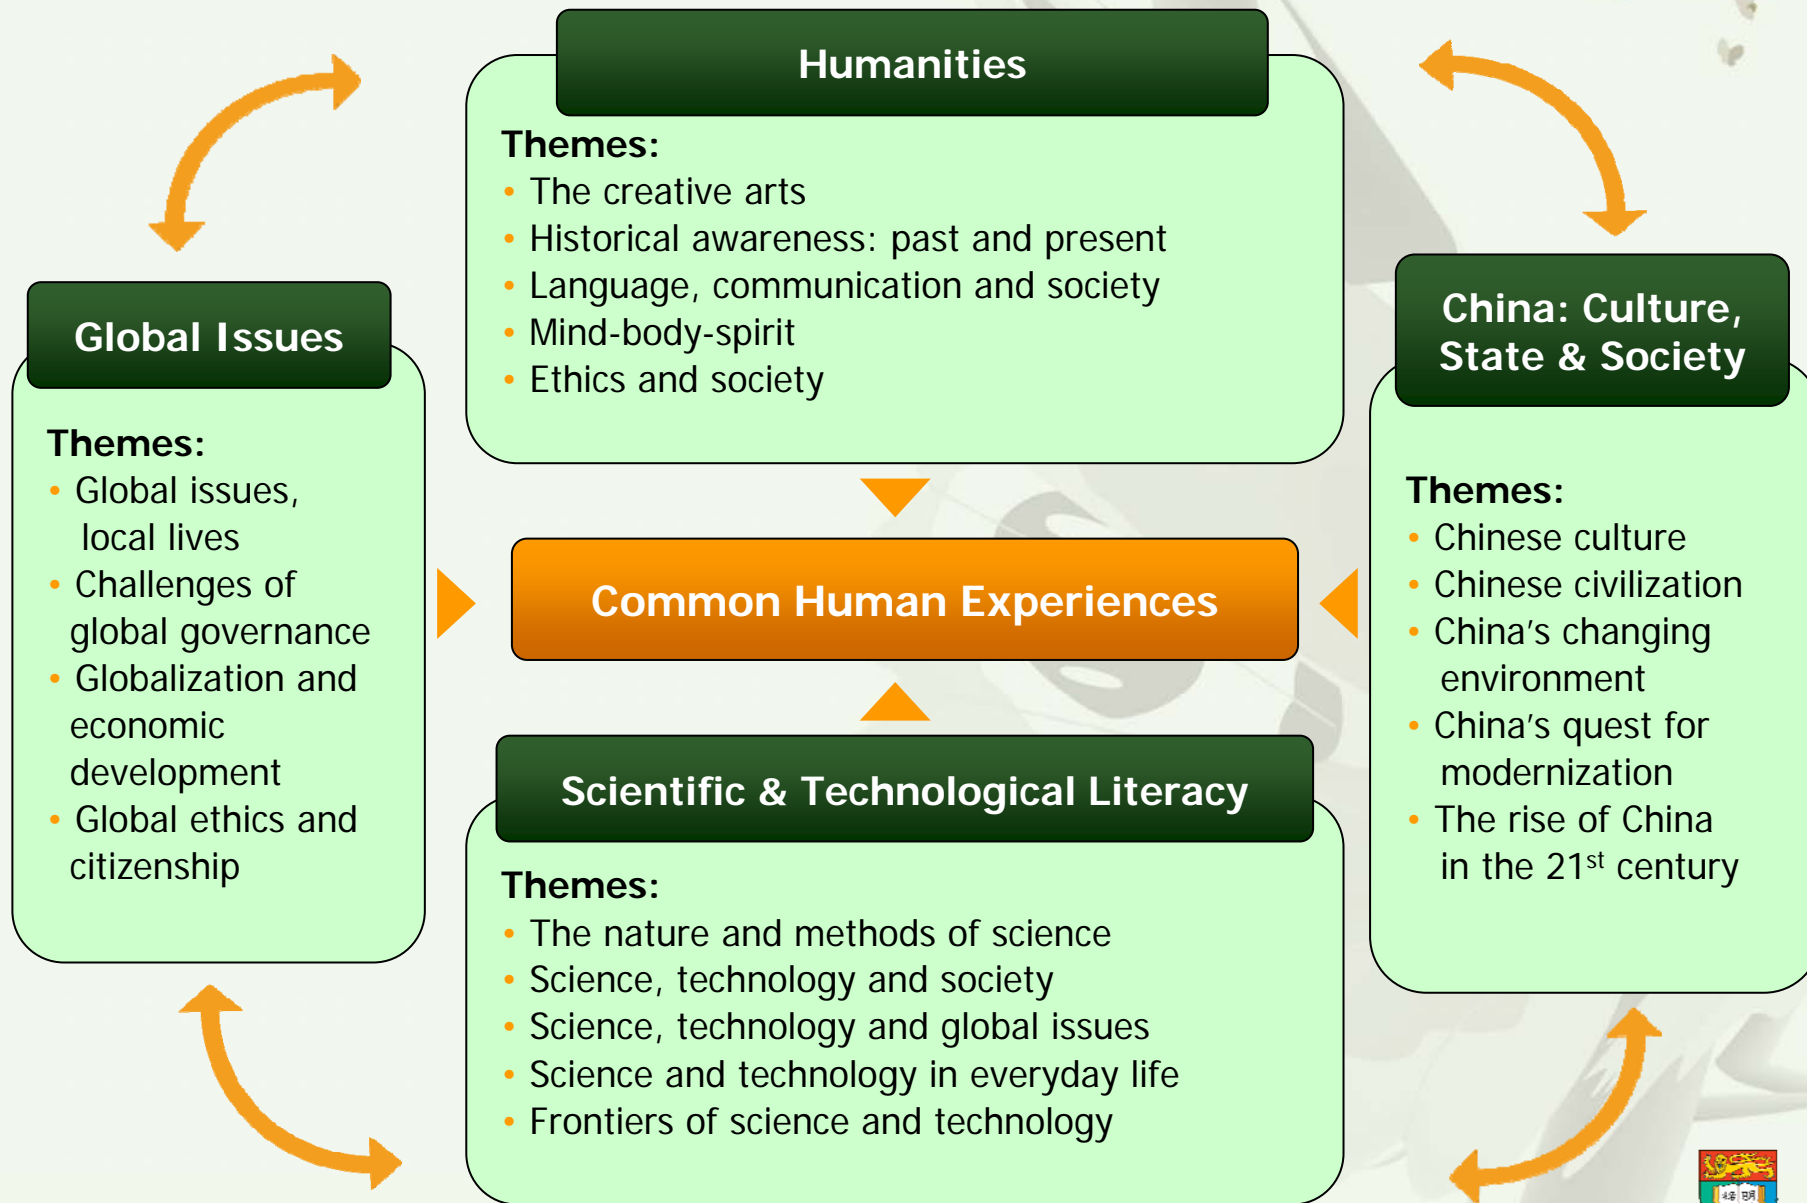 Humanities
Themes:
• The creative arts
• Historical awareness: past and present
• Language, communication and society
• Mind-body-spirit
• Ethics and society
Global Issues
Themes:
• Global issues,
local lives
• Challenges of
global governance
• Globalization and
economic
development
• Global ethics and
citizenship
Common Human Experiences
China: Culture,
State & Society
Themes:
• Chinese culture
• Chinese civilization
• China’s changing
environment
• China’s quest for
modernization
• The rise of China
in the 21st century
Scientific & Technological Literacy
Themes:
• The nature and methods of science
• Science, technology and society
• Science, technology and global issues
• Science and technology in everyday life
• Frontiers of science and technology